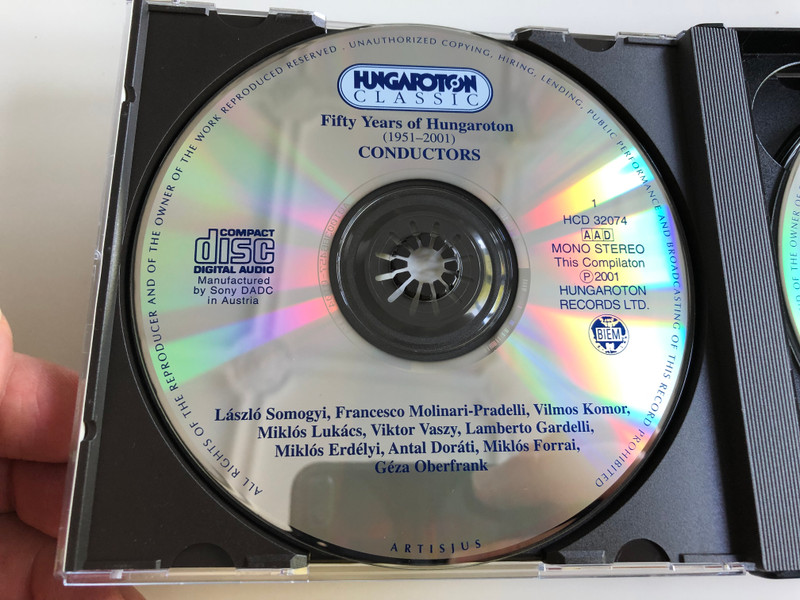 ALL RIGHTS OF THE REPRODUCER AND OF THE OWNER OF THE WORK REPRODUCED RESERVED · UNAUTHORIZED COPYING, HIRING, LENDING, PUBLIC PERFORMANCE AND BROADCASTING OF THIS RECORD PROHIBITED
HUNGAROTON
CLASSIC
Fifty Years of Hungaroton
(1951–2001)
CONDUCTORS
COMPACT
disc
DIGITAL AUDIO
Manufactured
by Sony DADC
in Austria
1
HCD 32074
AAD
MONO STEREO
This Compilaton
℗ 2001
HUNGAROTON
RECORDS LTD.
BIEM
László Somogyi, Francesco Molinari-Pradelli, Vilmos Komor,
Miklós Lukács, Viktor Vaszy, Lamberto Gardelli,
Miklós Erdélyi, Antal Doráti, Miklós Forrai,
Géza Oberfrank
ARTISJUS